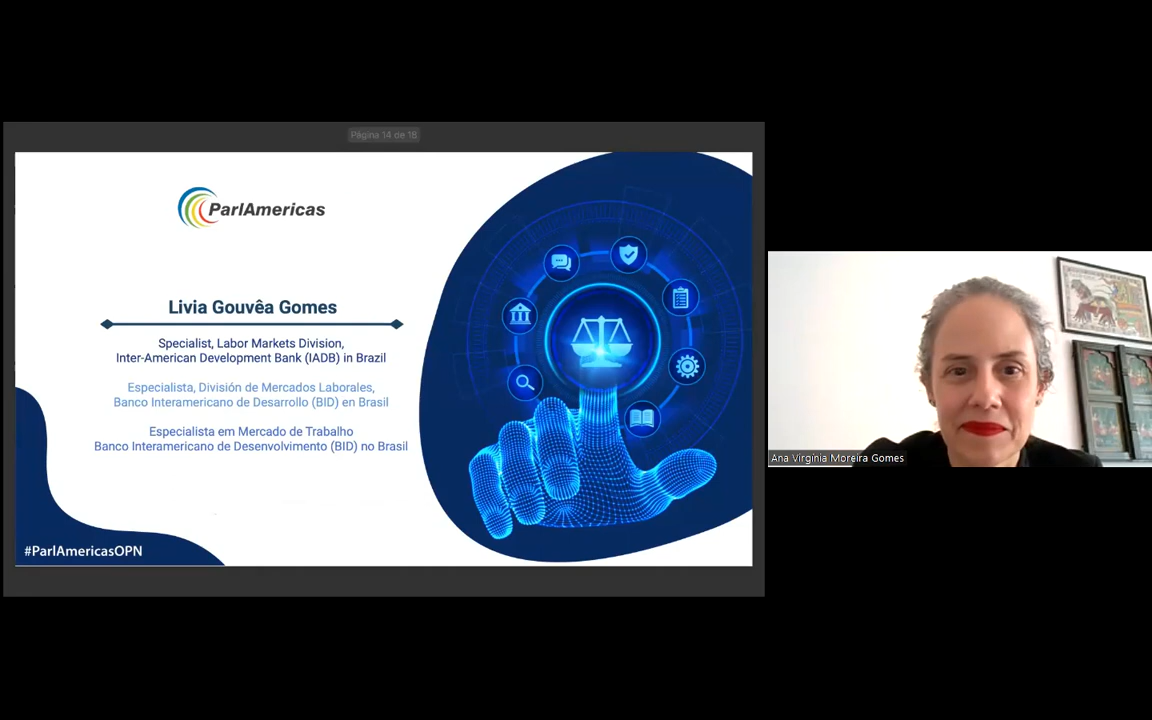 Página 14 de 18
ParlAmericas
Livia Gouvêa Gomes
Specialist, Labor Markets Division,
Inter-American Development Bank (IADB) in Brazil
Especialista, División de Mercados Laborales,
Banco Interamericano de Desarrollo (BID) en Brasil
Especialista em Mercado de Trabalho
Banco Interamericano de Desenvolvimento (BID) no Brasil
#ParlAmericasOPN
Ana Virgínia Moreira Gomes